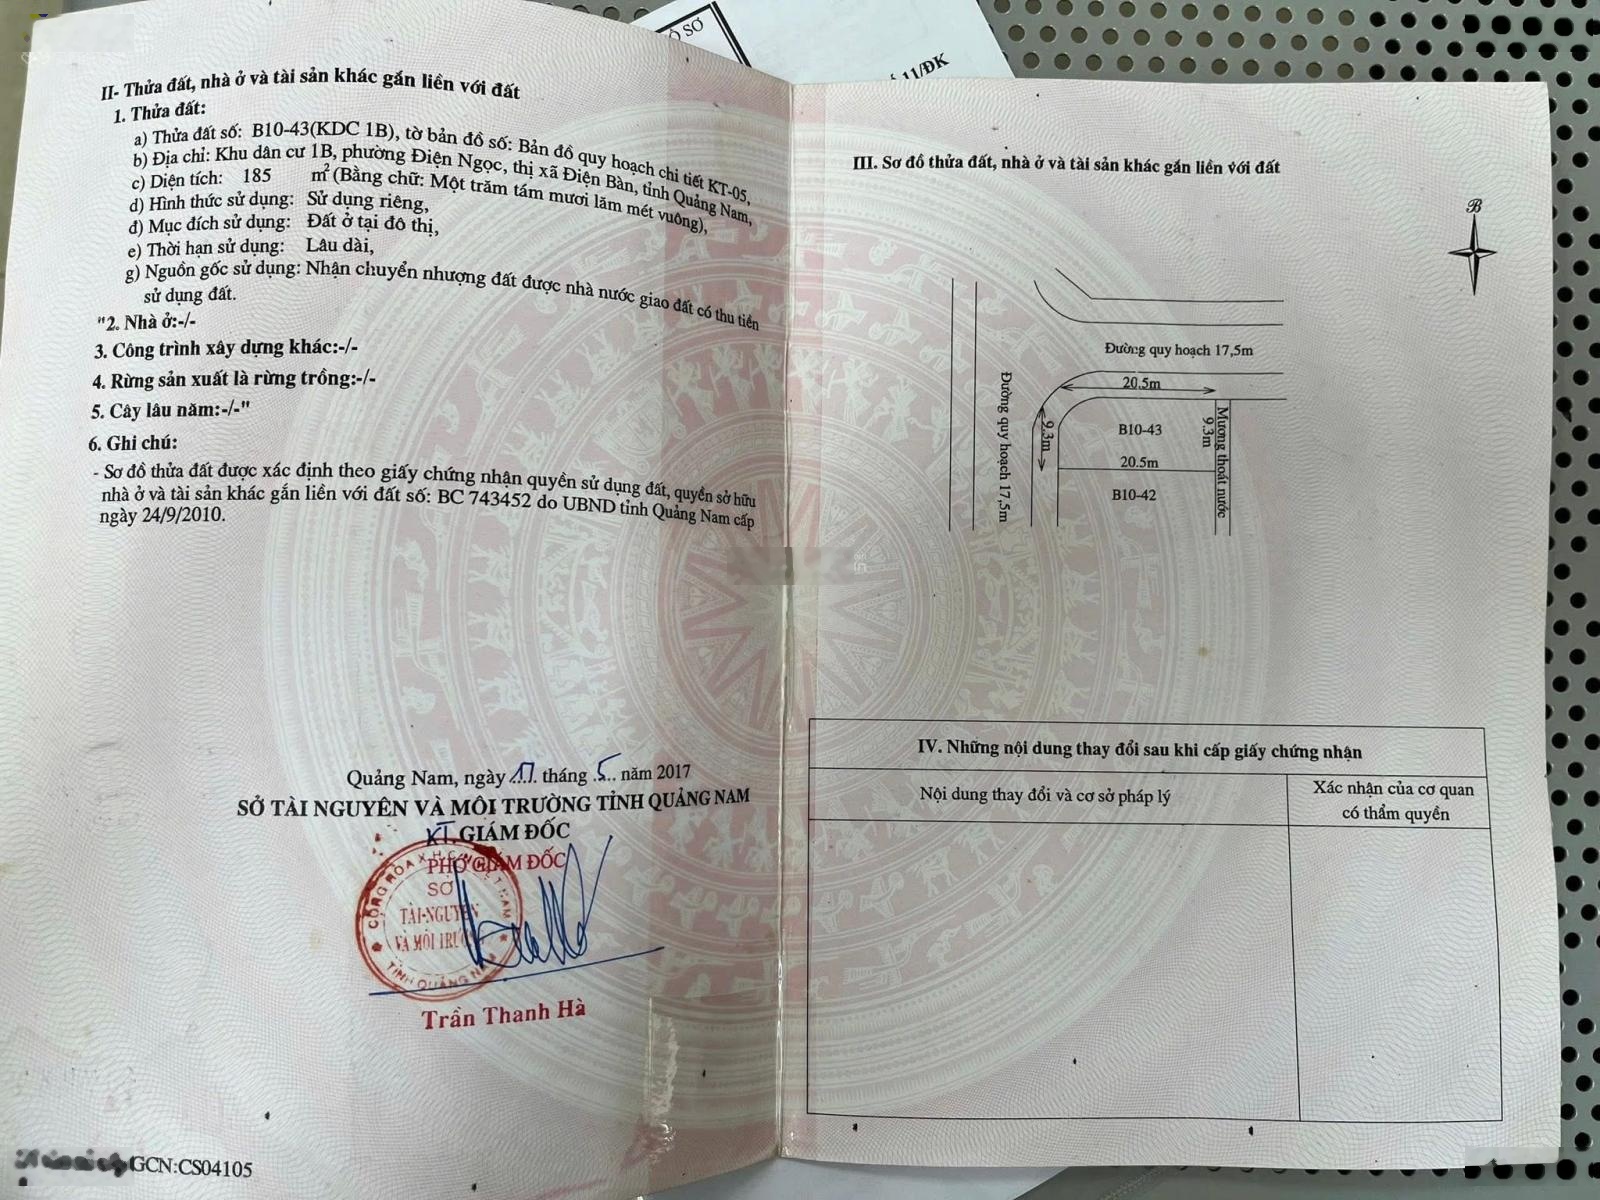 Ồ SƠ
11/ĐK
II- Thửa đất, nhà ở và tài sản khác gắn liền với đất
1. Thửa đất:
a) Thửa đất số: B10-43(KDC 1B), tờ bản đồ số: Bản đồ quy hoạch chi tiết KT-05,
b) Địa chỉ: Khu dân cư 1B, phường Điện Ngọc, thị xã Điện Bàn, tỉnh Quảng Nam,
c) Diện tích: 185 m² (Bằng chữ: Một trăm tám mươi lăm mét vuông),
d) Hình thức sử dụng: Sử dụng riêng,
đ) Mục đích sử dụng: Đất ở tại đô thị,
e) Thời hạn sử dụng: Lâu dài,
g) Nguồn gốc sử dụng: Nhận chuyển nhượng đất được nhà nước giao đất có thu tiền
sử dụng đất.
"2. Nhà ở:-/-
3. Công trình xây dựng khác:-/-
4. Rừng sản xuất là rừng trồng:-/-
5. Cây lâu năm:-/-"
6. Ghi chú:
- Sơ đồ thửa đất được xác định theo giấy chứng nhận quyền sử dụng đất, quyền sở hữu
nhà ở và tài sản khác gắn liền với đất số: BC 743452 do UBND tỉnh Quảng Nam cấp
ngày 24/9/2010.
Quảng Nam, ngày 17 tháng 5 năm 2017
SỞ TÀI NGUYÊN VÀ MÔI TRƯỜNG TỈNH QUẢNG NAM
KT. GIÁM ĐỐC
PHÓ GIÁM ĐỐC
SỞ
TÀI-NGUYÊN
VÀ MÔI TRƯỜNG
TỈNH QUẢNG NAM
Trần Thanh Hà
GCN:CS04105
III. Sơ đồ thửa đất, nhà ở và tài sản khác gắn liền với đất
B
Đường quy hoạch 17,5m
20.5m
Đường quy hoạch 17,5m
9.3m
B10-43
9.3m
Mương thoát nước
20.5m
B10-42
IV. Những nội dung thay đổi sau khi cấp giấy chứng nhận
Nội dung thay đổi và cơ sở pháp lý
Xác nhận của cơ quan
có thẩm quyền